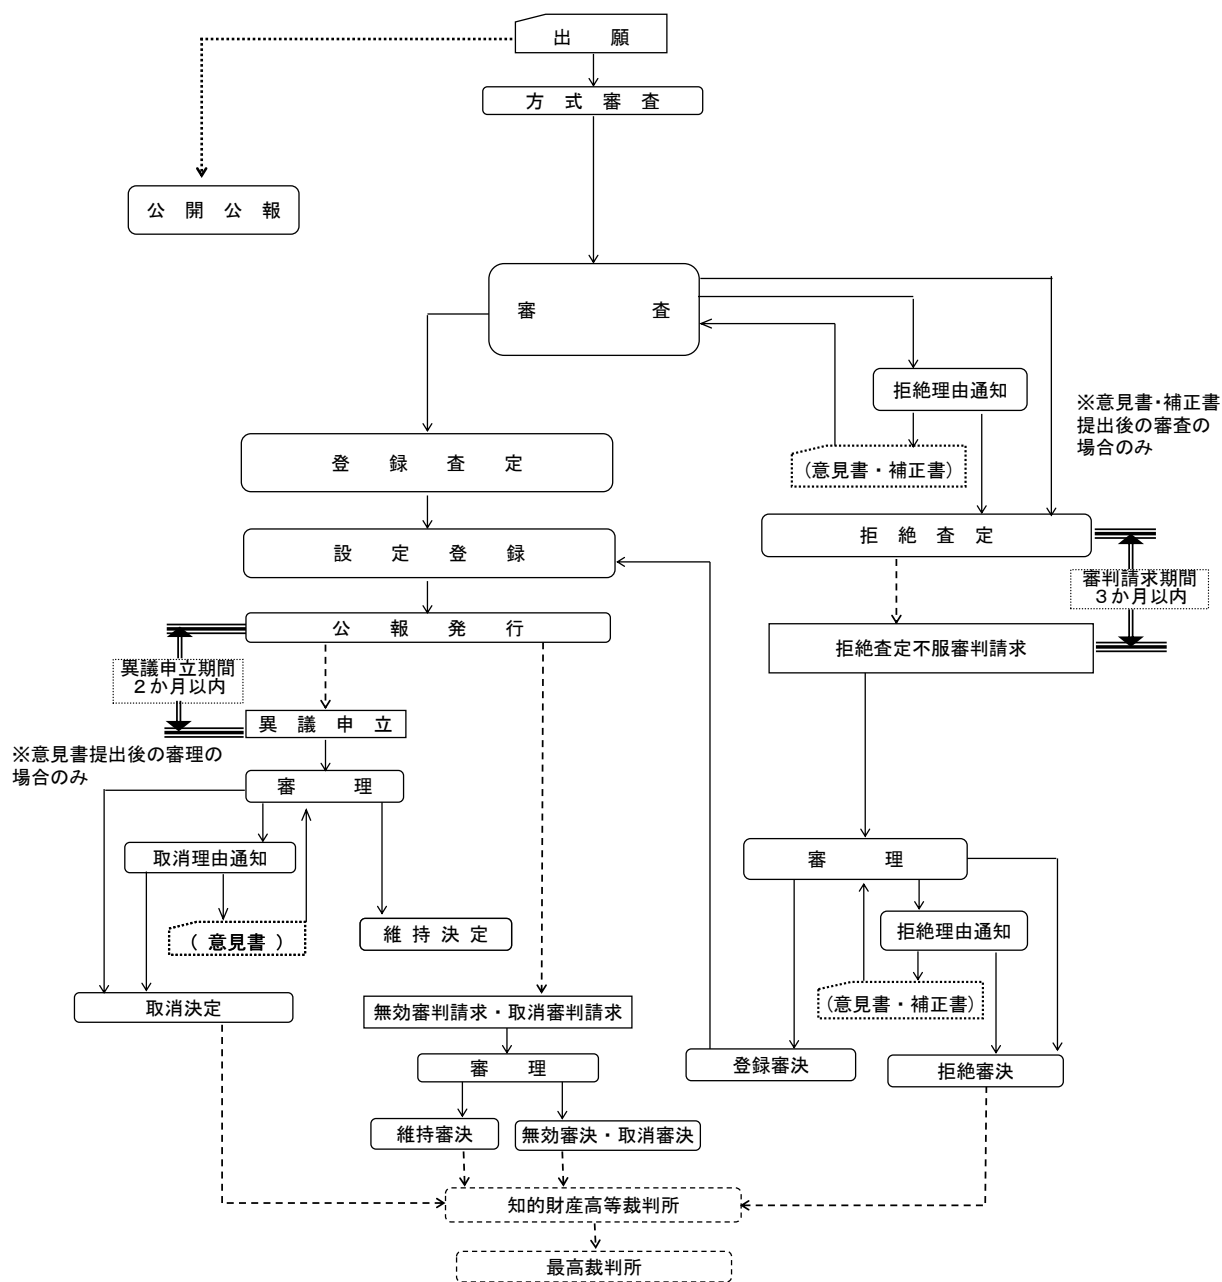 出　願
方　式　審　査
公　開　公　報
審　　　　　　査
拒絶理由通知
※意見書・補正書
提出後の審査の
場合のみ
登　録　査　定
(意見書・補正書)
設　定　登　録
拒　絶　査　定
審判請求期間
３か月以内
公　報　発　行
拒絶査定不服審判請求
異議申立期間
２か月以内
異　議　申　立
※意見書提出後の審理の
場合のみ
審　　　理
取消理由通知
審　　　理
（ 意見書 ）
維 持 決 定
拒絶理由通知
取消決定
無効審判請求・取消審判請求
(意見書・補正書)
審　　理
登録審決
拒絶審決
維持審決
無効審決・取消審決
知的財産高等裁判所
最高裁判所